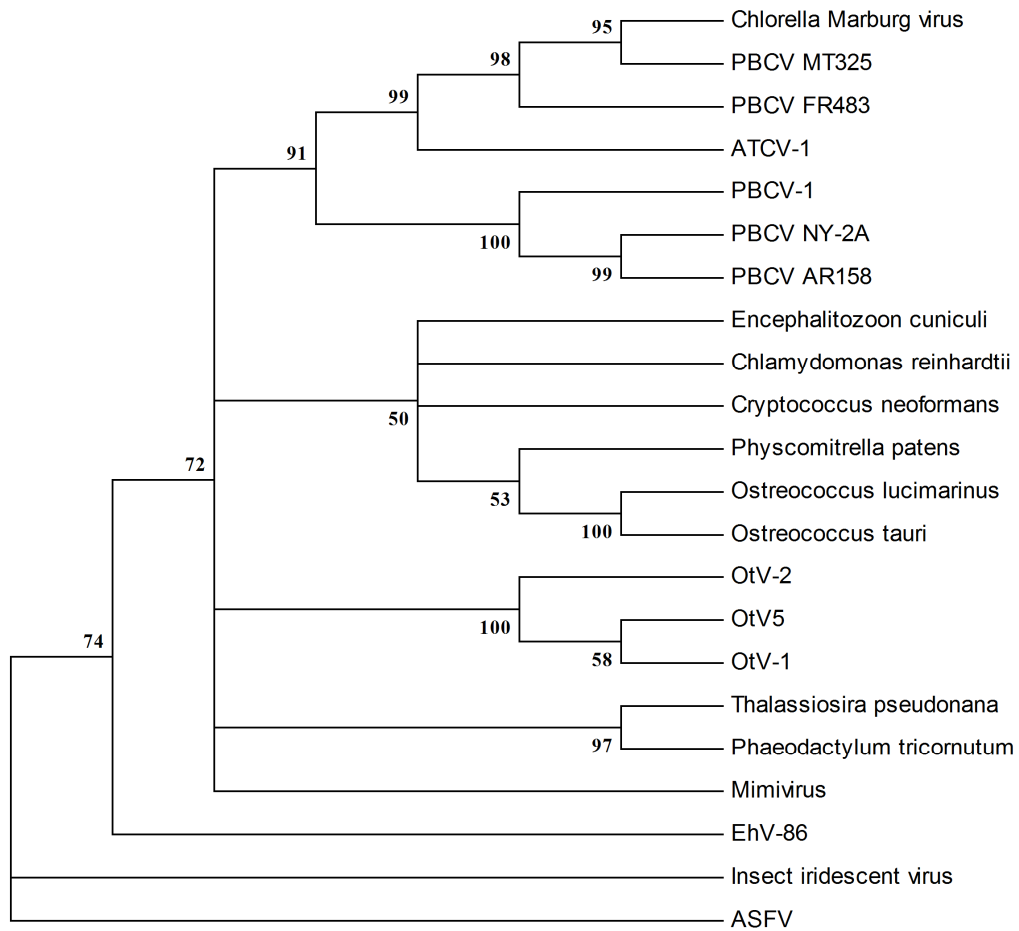 Chlorella Marburg virus
95
PBCV MT325
98
PBCV FR483
99
ATCV-1
91
PBCV-1
PBCV NY-2A
100
99
PBCV AR158
Encephalitozoon cuniculi
Chlamydomonas reinhardtii
Cryptococcus neoformans
50
Physcomitrella patens
72
53
Ostreococcus lucimarinus
100
Ostreococcus tauri
OtV-2
OtV5
100
58
OtV-1
74
Thalassiosira pseudonana
97
Phaeodactylum tricornutum
Mimivirus
EhV-86
Insect iridescent virus
ASFV